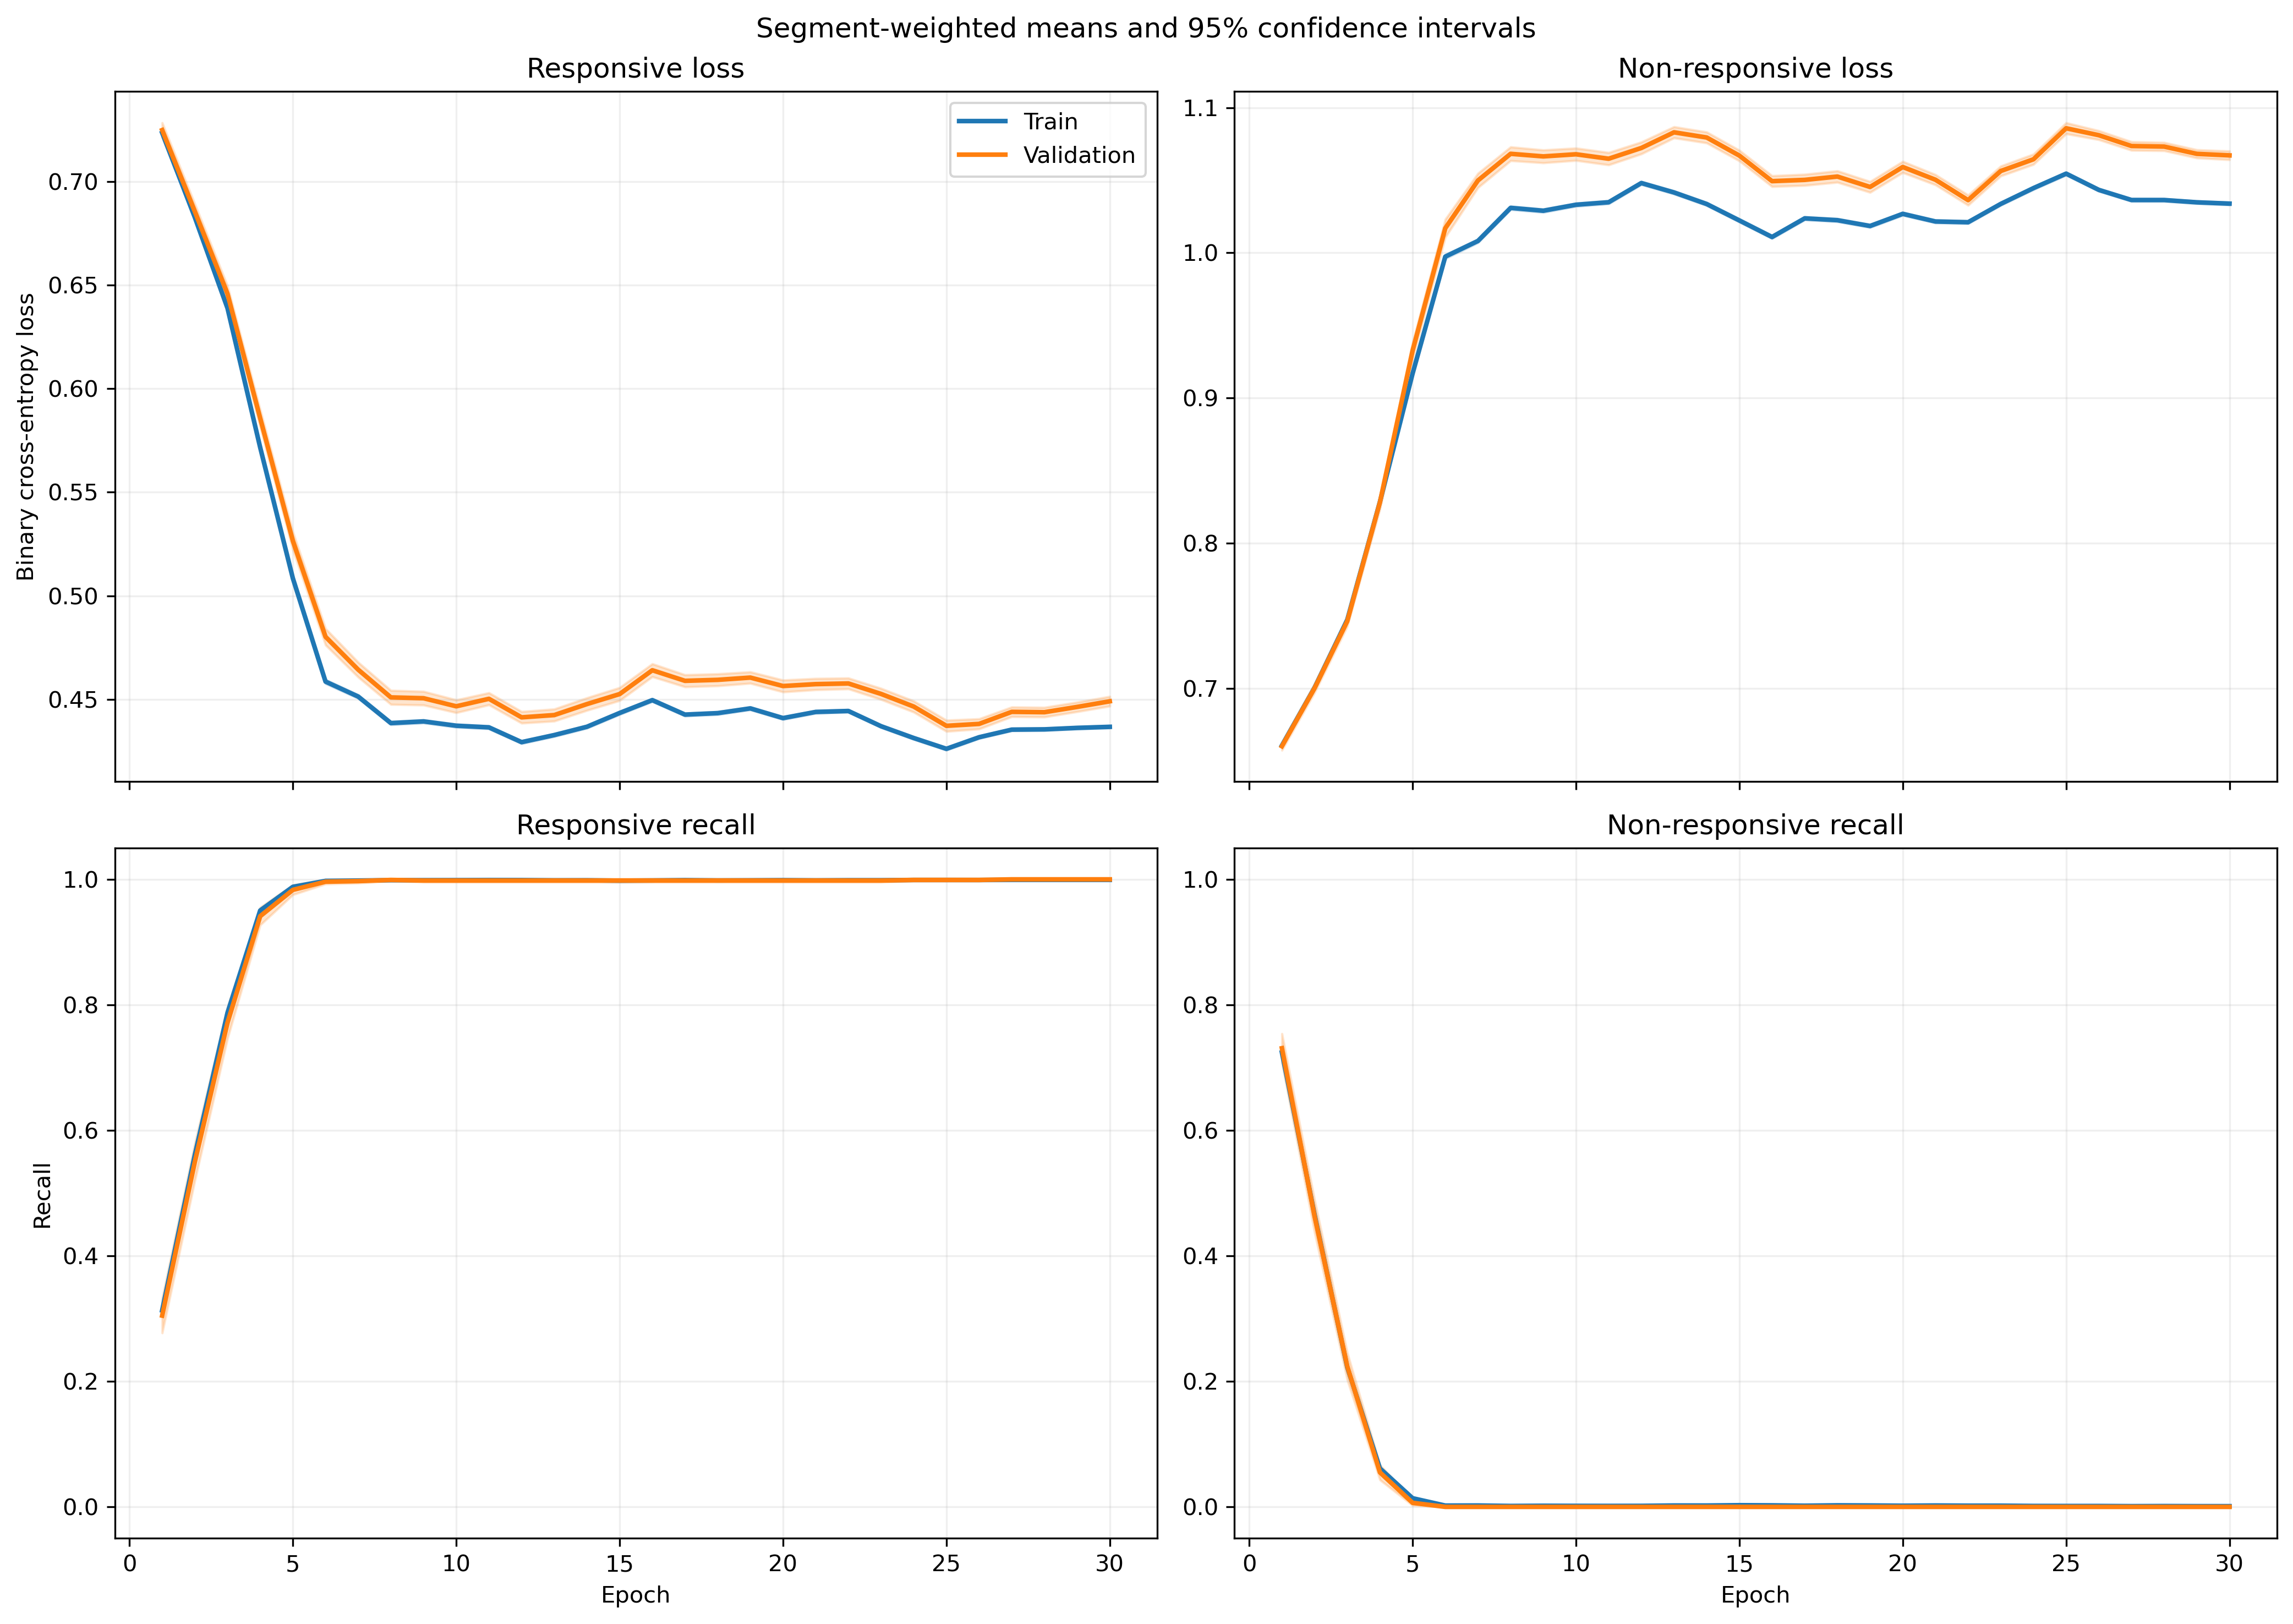 Segment-weighted means and 95% confidence intervals
Responsive loss
Non-responsive loss
Train
Validation
Binary cross-entropy loss
0.70
0.65
0.60
0.55
0.50
0.45
1.1
1.0
0.9
0.8
0.7
Responsive recall
Non-responsive recall
Recall
1.0
0.8
0.6
0.4
0.2
0.0
0 5 10 15 20 25 30
Epoch
1.0
0.8
0.6
0.4
0.2
0.0
0 5 10 15 20 25 30
Epoch